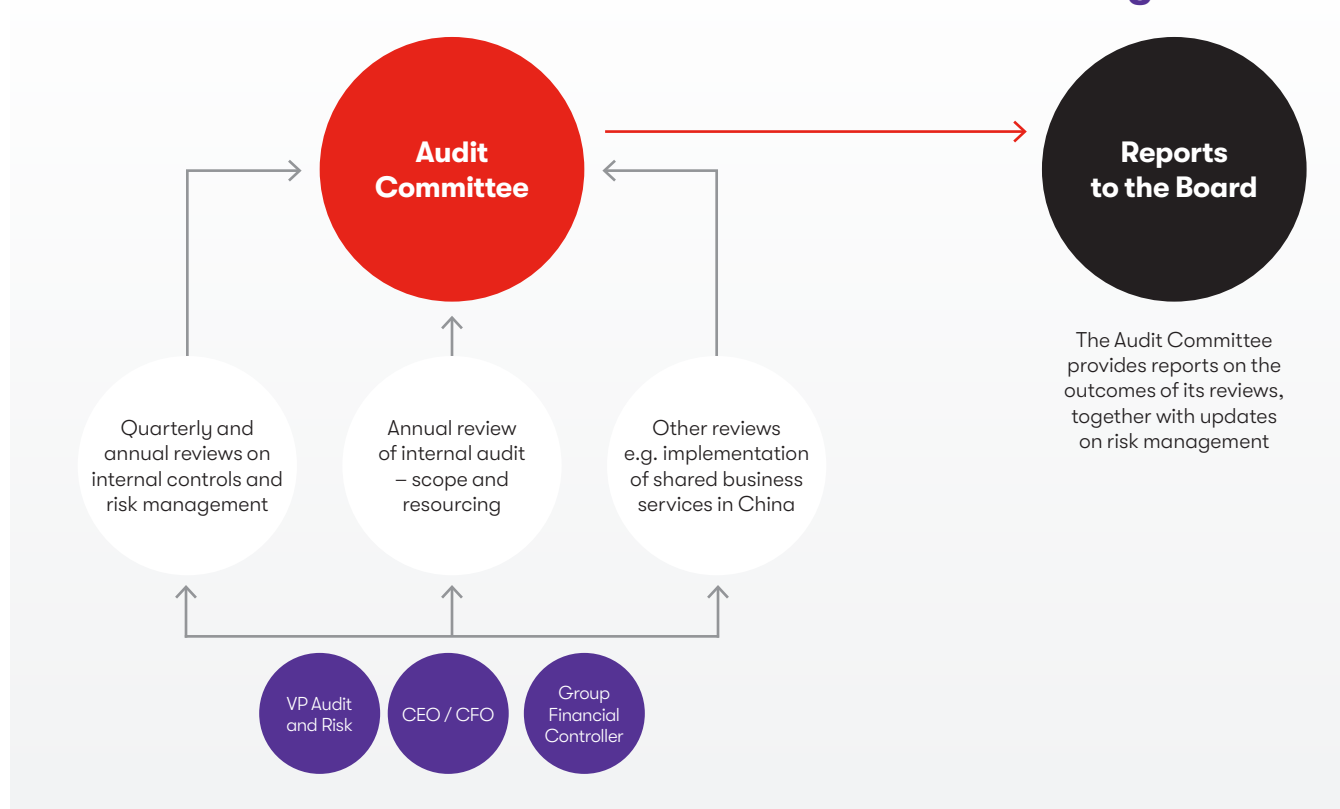 Audit
Committee
Reports
to the Board
The Audit Committee
provides reports on the
outcomes of its reviews,
together with updates
on risk management
Quarterly and
annual reviews on
internal controls and
risk management
Annual review
of internal audit
– scope and
resourcing
Other reviews
e.g. implementation
of shared business
services in China
VP Audit
and Risk
CEO / CFO
Group
Financial
Controller